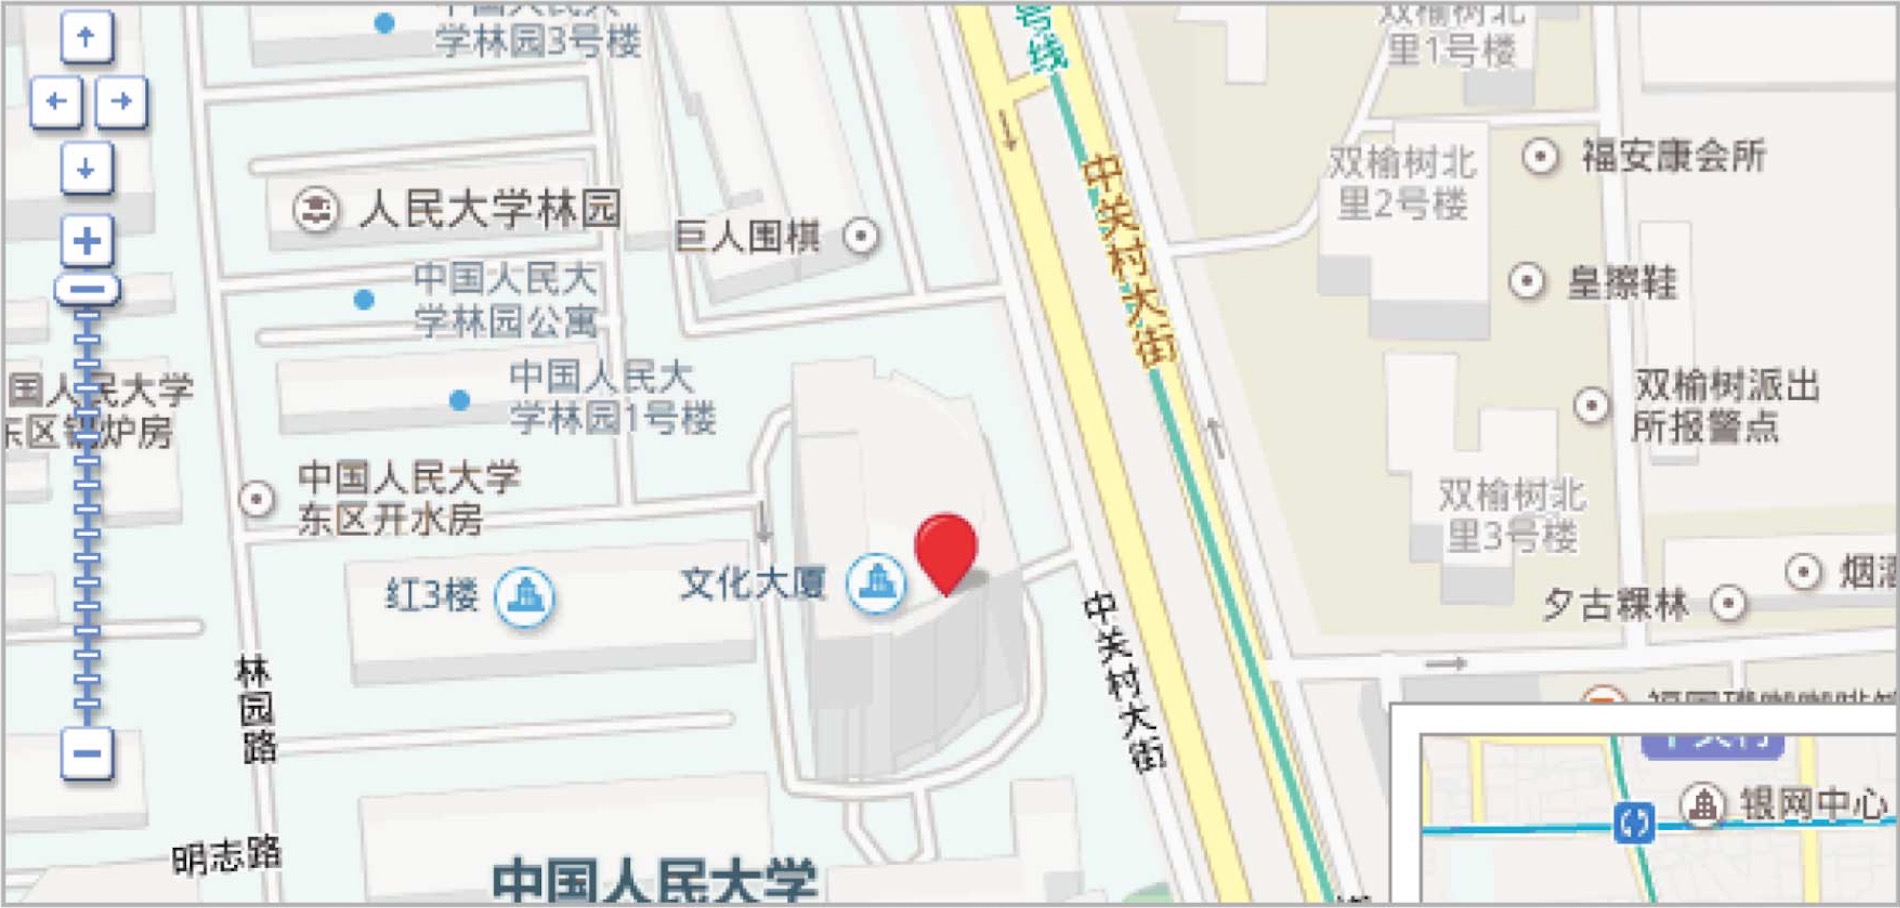 学林园3号楼
号线
里1号楼
中关村大街
双榆树北
里2号楼
福安康会所
人民大学林园
巨人围棋
中国人民大
学林园公寓
皇擦鞋
国人民大学
东区锅炉房
中国人民大
学林园1号楼
双榆树派出
所报警点
中国人民大学
东区开水房
双榆树北
里3号楼
红3楼
文化大厦
烟酒
夕古粿林
中关村大街
林园路
银网中心
明志路
中国人民大学